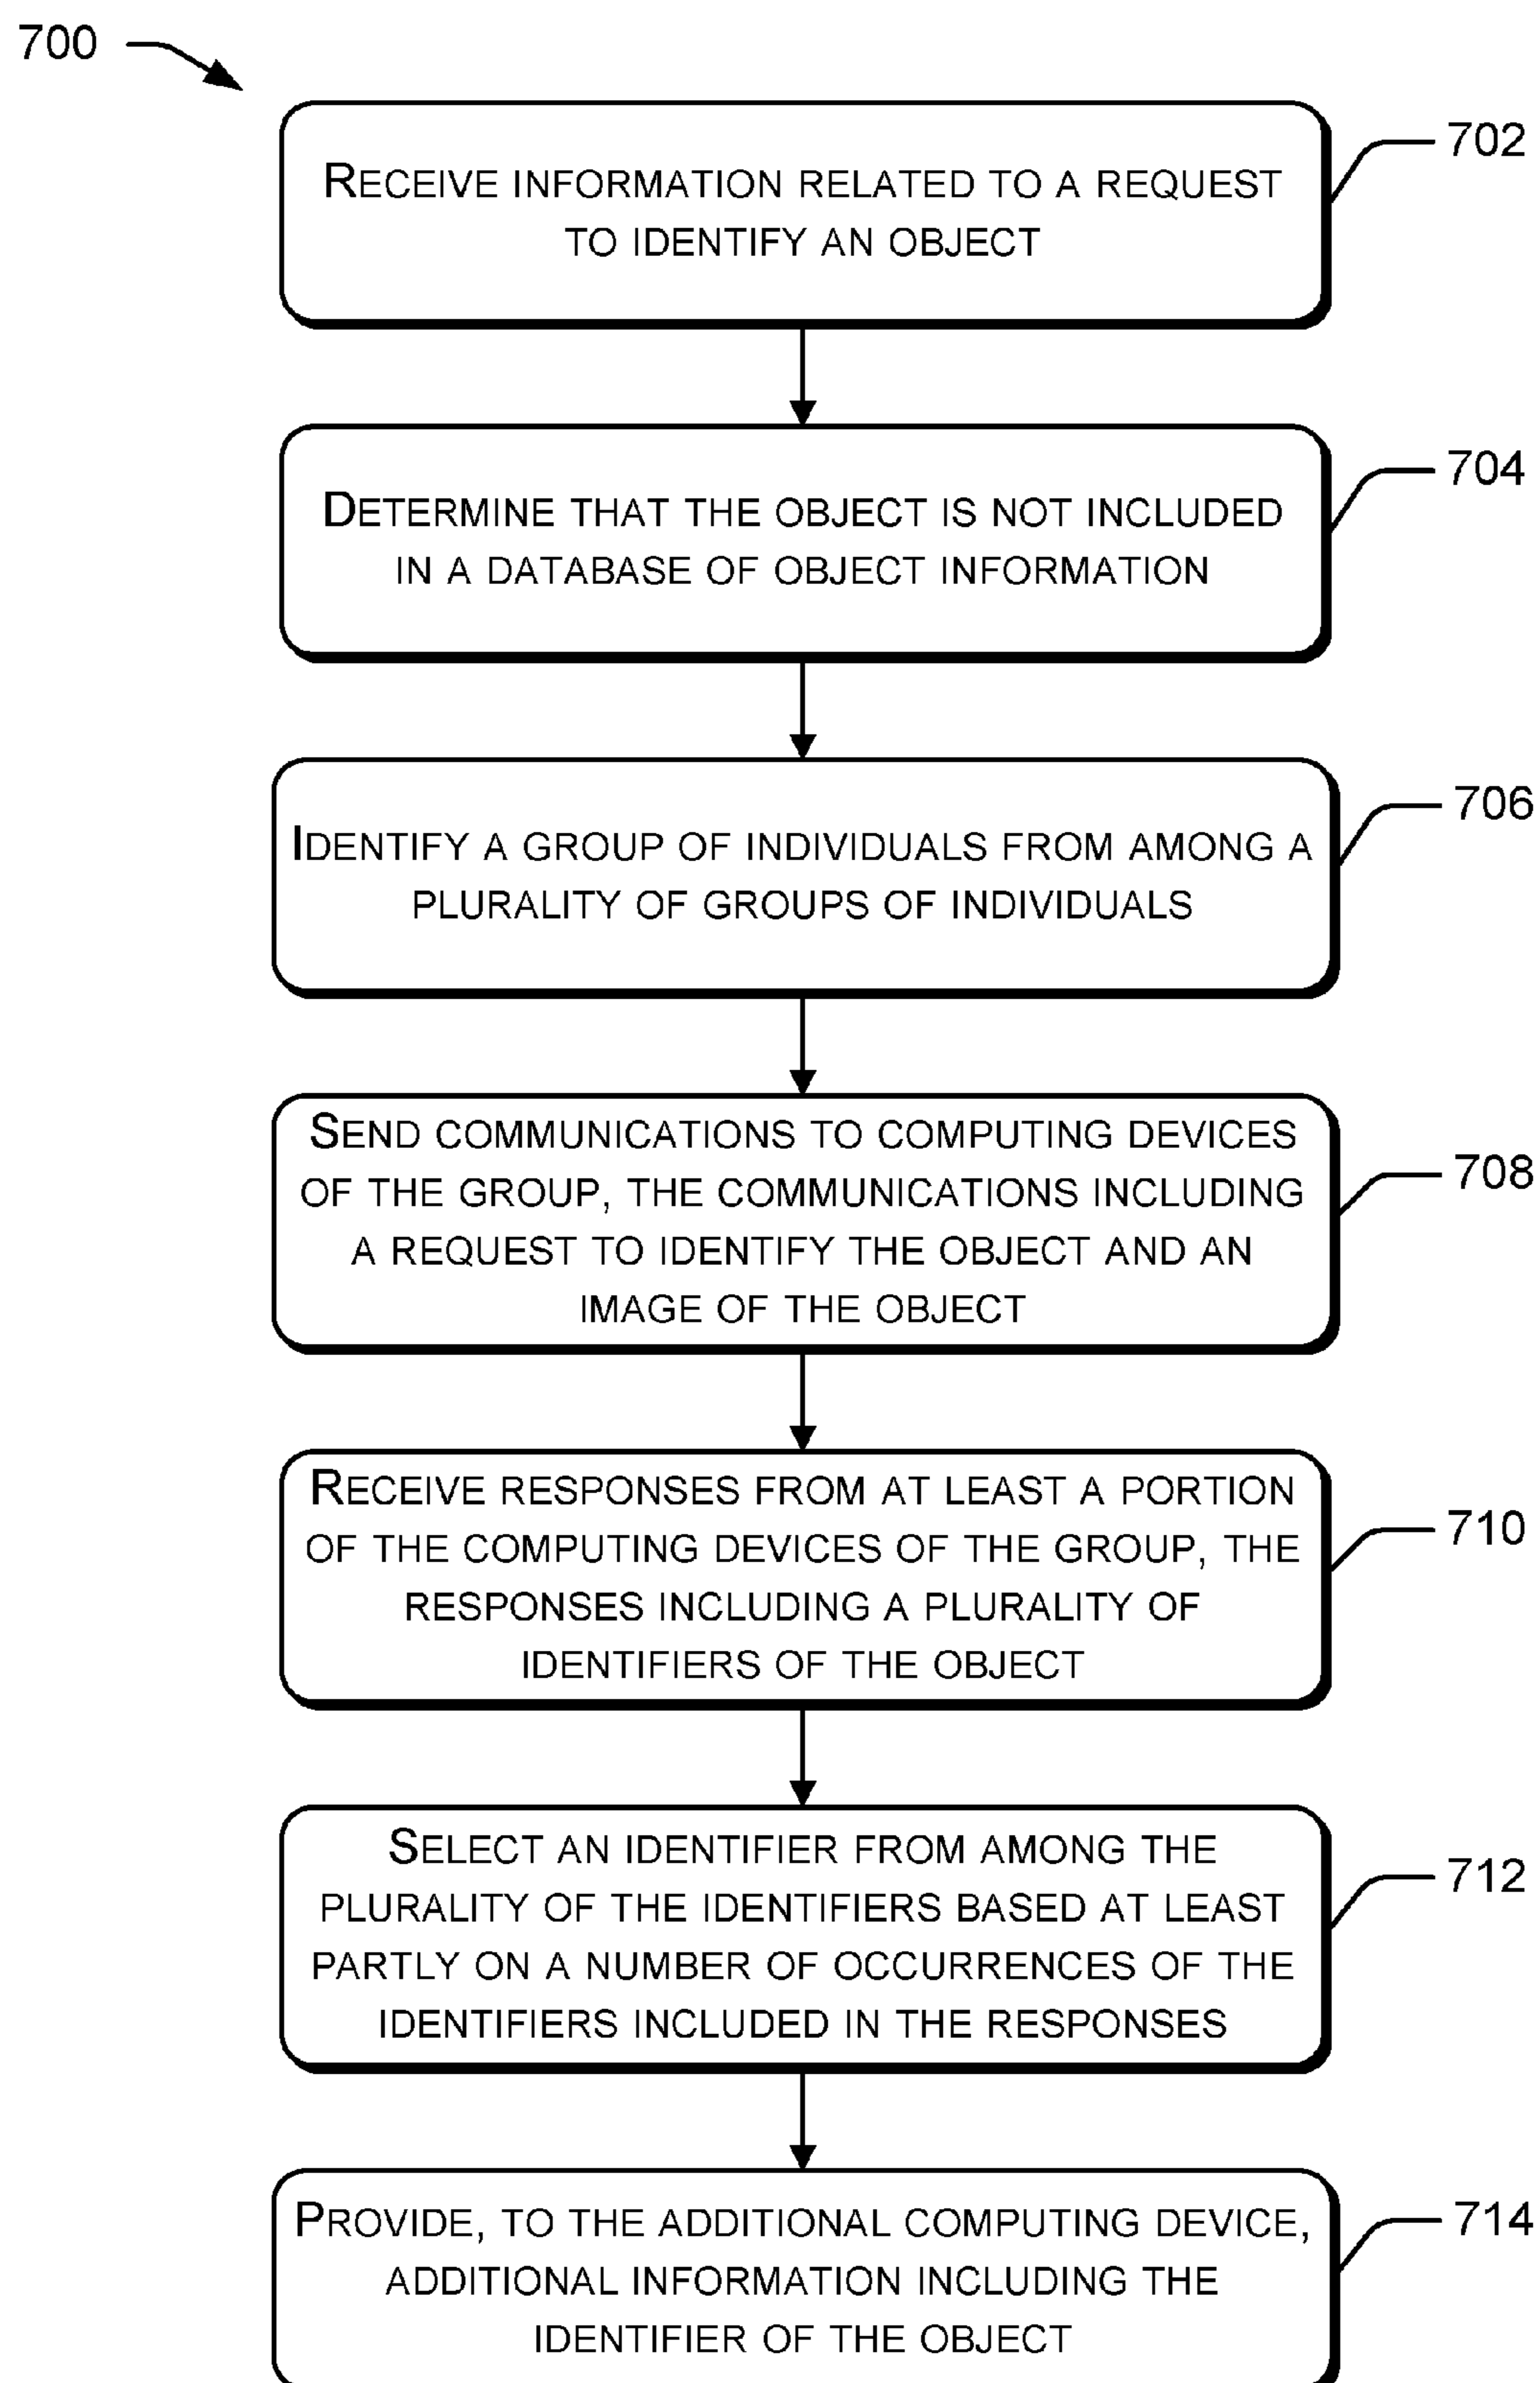 700
702
RECEIVE INFORMATION RELATED TO A REQUEST
TO IDENTIFY AN OBJECT
704
DETERMINE THAT THE OBJECT IS NOT INCLUDED
IN A DATABASE OF OBJECT INFORMATION
706
IDENTIFY A GROUP OF INDIVIDUALS FROM AMONG A
PLURALITY OF GROUPS OF INDIVIDUALS
708
SEND COMMUNICATIONS TO COMPUTING DEVICES
OF THE GROUP, THE COMMUNICATIONS INCLUDING
A REQUEST TO IDENTIFY THE OBJECT AND AN
IMAGE OF THE OBJECT
710
RECEIVE RESPONSES FROM AT LEAST A PORTION
OF THE COMPUTING DEVICES OF THE GROUP, THE
RESPONSES INCLUDING A PLURALITY OF
IDENTIFIERS OF THE OBJECT
712
SELECT AN IDENTIFIER FROM AMONG THE
PLURALITY OF THE IDENTIFIERS BASED AT LEAST
PARTLY ON A NUMBER OF OCCURRENCES OF THE
IDENTIFIERS INCLUDED IN THE RESPONSES
714
PROVIDE, TO THE ADDITIONAL COMPUTING DEVICE,
ADDITIONAL INFORMATION INCLUDING THE
IDENTIFIER OF THE OBJECT